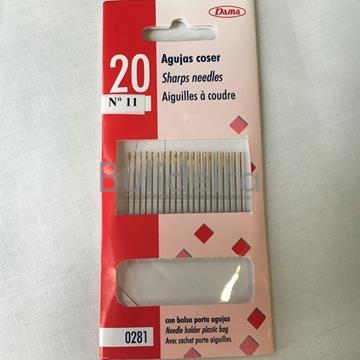 Dama
20
Nº 11
Agujas coser
Sharps needles
Aiguilles à coudre
con bolsa porta agujas
Needle holder plastic bag
Avec sachet porte aiguilles
0281